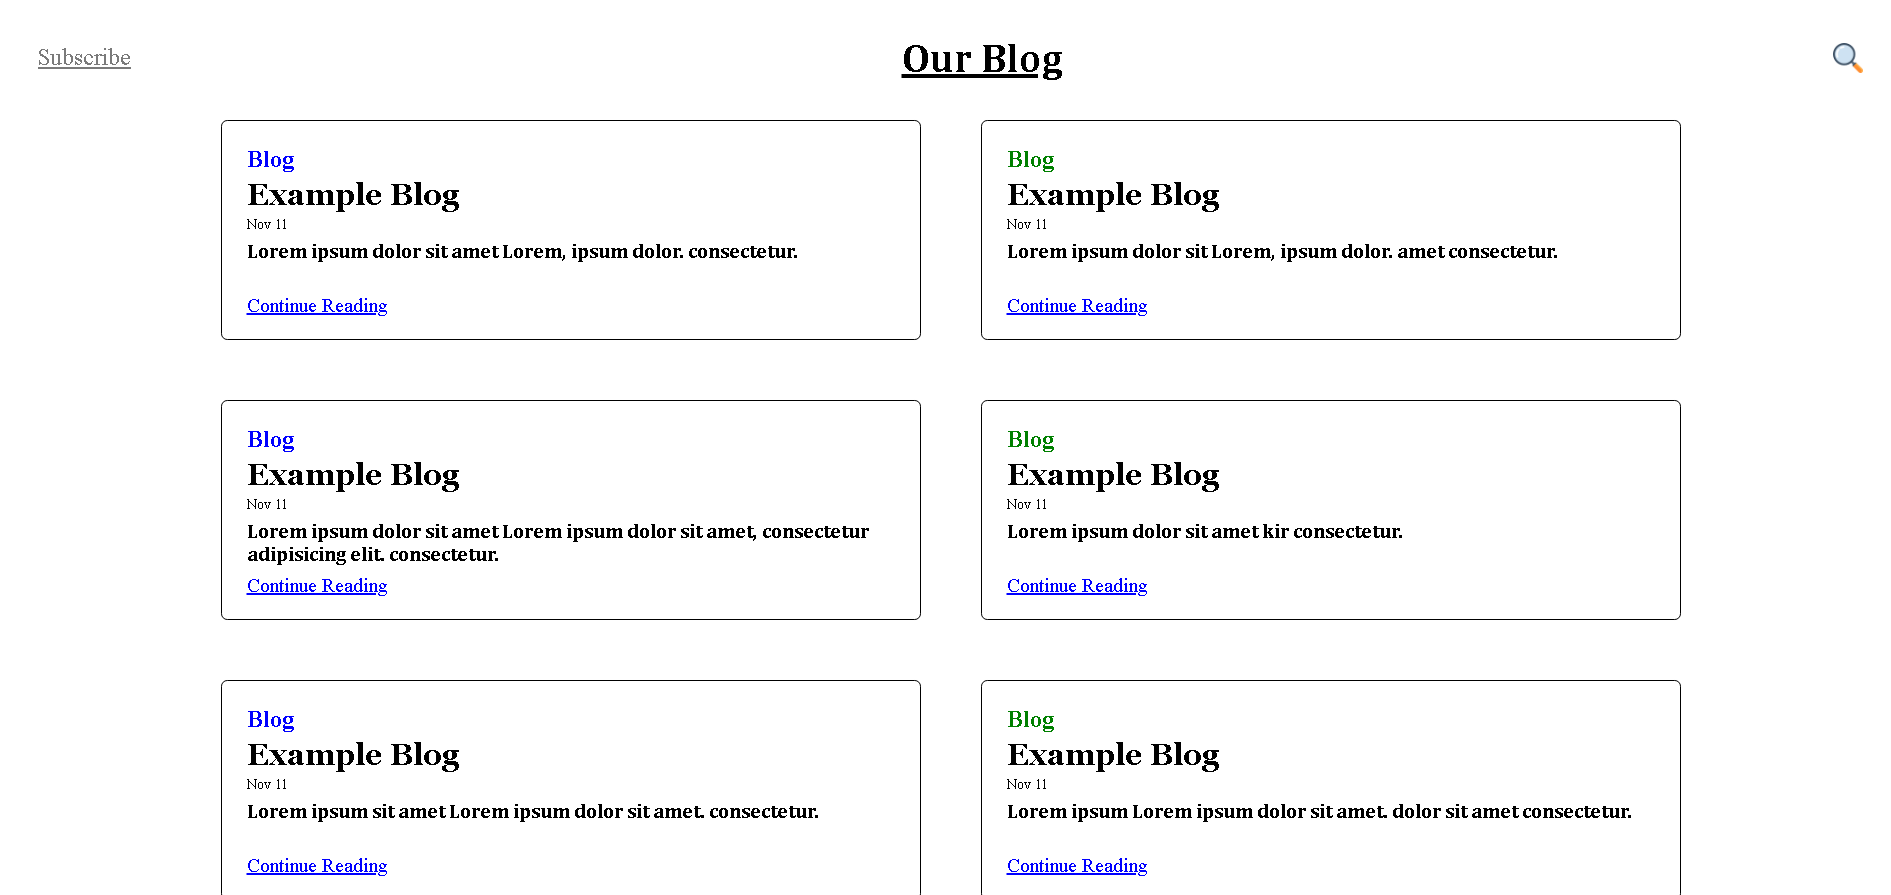 Subscribe
Our Blog
Blog
Example Blog
Nov 11
Lorem ipsum dolor sit amet Lorem, ipsum dolor. consectetur.
Continue Reading
Blog
Example Blog
Nov 11
Lorem ipsum dolor sit Lorem, ipsum dolor. amet consectetur.
Continue Reading
Blog
Example Blog
Nov 11
Lorem ipsum dolor sit amet Lorem ipsum dolor sit amet, consectetur
adipisicing elit. consectetur.
Continue Reading
Blog
Example Blog
Nov 11
Lorem ipsum dolor sit amet kir consectetur.
Continue Reading
Blog
Example Blog
Nov 11
Lorem ipsum sit amet Lorem ipsum dolor sit amet. consectetur.
Continue Reading
Blog
Example Blog
Nov 11
Lorem ipsum Lorem ipsum dolor sit amet. dolor sit amet consectetur.
Continue Reading